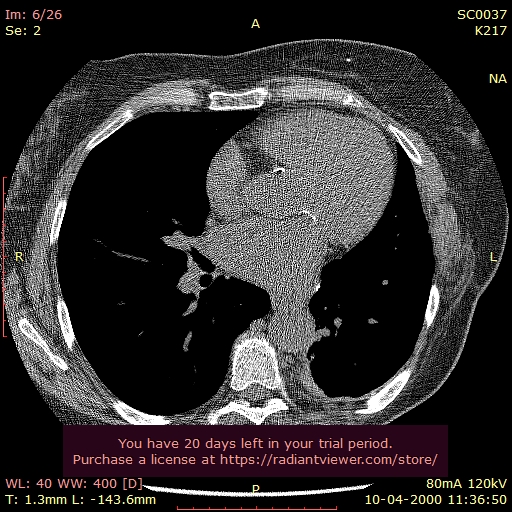 Im: 6/26
Se: 2
A
SC0037
K217
NA
R
L
You have 20 days left in your trial period.
Purchase a license at https://radiantviewer.com/store/
WL: 40 WW: 400 [D]
T: 1.3mm L: -143.6mm
P
80mA 120kV
10-04-2000 11:36:50